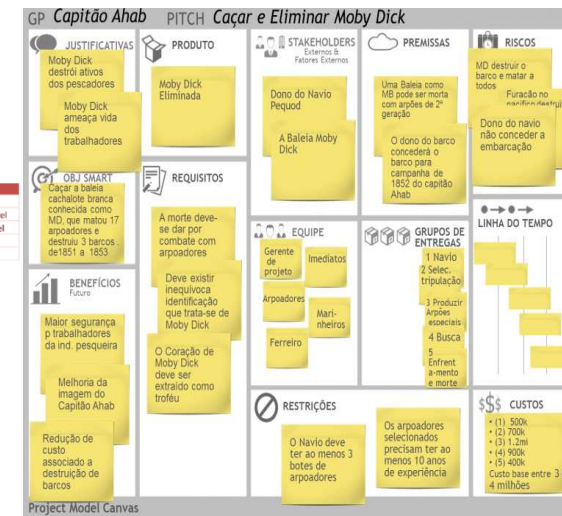 GP Capitão Ahab PITCH Caçar e Eliminar Moby Dick
JUSTIFICATIVAS
Moby Dick
destrói ativos
dos pescadores
Moby Dick
ameaça vida
dos
trabalhadores
PRODUTO
Moby Dick
Eliminada
STAKEHOLDERS
Externos &
Fatores Externos
Dono do Navio
Pequod
A Baleia Moby
Dick
PREMISSAS
Uma Baleia como
MB pode ser morta
com arpões de 2ª
geração
O dono do barco
concederá o
barco para
campanha de
1852 do capitão
Ahab
RISCOS
MD destruir o
barco e matar a
todos
Furacão no
Dono do navio
não conceder a
embarcação
OBJ SMART
Caçar a baleia
cachalote branca
conhecida como
MD, que matou 17
arpoadores e
destruiu 3 barcos .
de1851 a 1853
REQUISITOS
A morte deve-
se dar por
combate com
arpoadores
Deve existir
inequívoca
identificação
que trata-se de
Moby Dick
O Coração de
Moby Dick
deve ser
extraído como
troféu
EQUIPE
Gerente
de
projeto
Imediatos
Arpoadores
Mari-
nheiros
Ferreiro
GRUPOS DE
ENTREGAS
1 Navio
2 Selec.
tripulação
3 Produzir
Arpões
especiais
4 Busca
5
Enfrent
a-mento
e morte
LINHA DO TEMPO
BENEFÍCIOS
Futuro
Maior segurança
p trabalhadores
da ind. pesqueira
Melhoria da
imagem do
Capitão Ahab
Redução de
custo
associado a
destruição de
barcos
RESTRIÇÕES
O Navio deve
ter ao menos 3
botes de
arpoadores
Os arpoadores
selecionados
precisam ter ao
menos 10 anos
de experiência
$$$ CUSTOS
• (1) 500k
• (2) 700k
• (3) 1.2mi
• (4) 900k
• (5) 400k
Custo base entre 3
4 milhões
Project Model Canvas